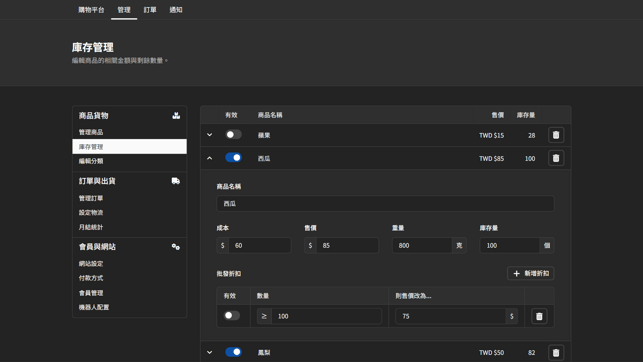 購物平台 管理 訂單 通知
庫存管理
編輯商品的相關金額與剩餘數量。
商品貨物
管理商品
庫存管理
編輯分類
訂單與出貨
管理訂單
設定物流
月結統計
會員與網站
網站設定
付款方式
會員管理
機器人配置
有效 商品名稱 售價 庫存量
蘋果 TWD $15 28
西瓜 TWD $85 100
商品名稱
西瓜
成本 售價 重量 庫存量
$ 60 $ 85 800 克 100 個
批發折扣 + 新增折扣
有效 數量 則售價改為...
≥ 100 75 $
鳳梨 TWD $50 82